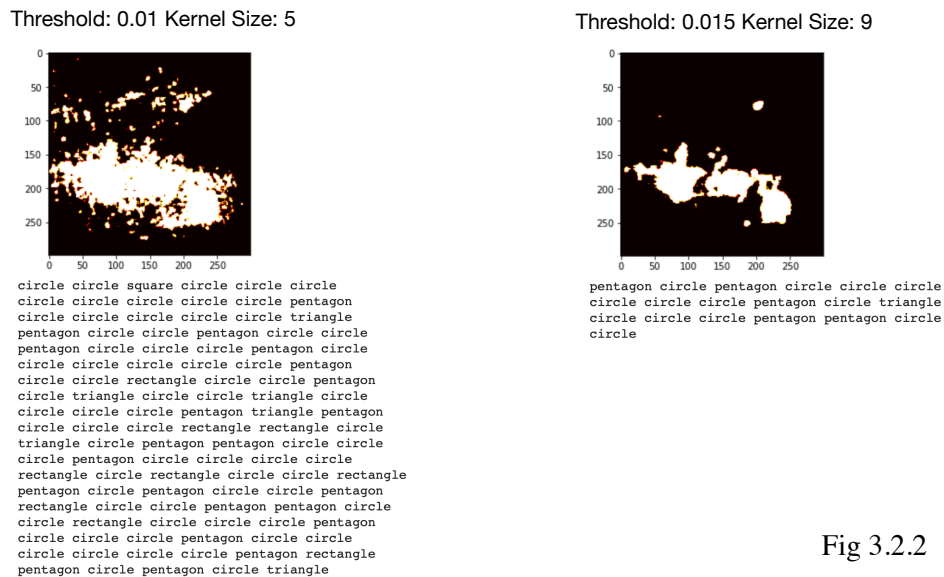 Threshold: 0.01 Kernel Size: 5
0
50
100
150
200
250
0 50 100 150 200 250
circle circle square circle circle circle
circle circle circle circle circle pentagon
circle circle circle circle circle triangle
pentagon circle circle pentagon circle circle
pentagon circle circle circle pentagon circle
circle circle circle circle circle pentagon
circle circle rectangle circle circle pentagon
circle triangle circle circle triangle circle
circle circle circle pentagon triangle pentagon
circle circle circle rectangle rectangle circle
triangle circle pentagon pentagon circle circle
circle pentagon circle circle circle circle
rectangle circle rectangle circle circle rectangle
pentagon circle pentagon circle circle pentagon
rectangle circle circle pentagon pentagon circle
circle rectangle circle circle circle pentagon
circle circle circle pentagon circle circle
circle circle circle circle pentagon rectangle
pentagon circle pentagon circle triangle
Threshold: 0.015 Kernel Size: 9
0
50
100
150
200
250
0 50 100 150 200 250
pentagon circle pentagon circle circle circle
circle circle circle pentagon circle triangle
circle circle circle pentagon pentagon circle
circle
Fig 3.2.2